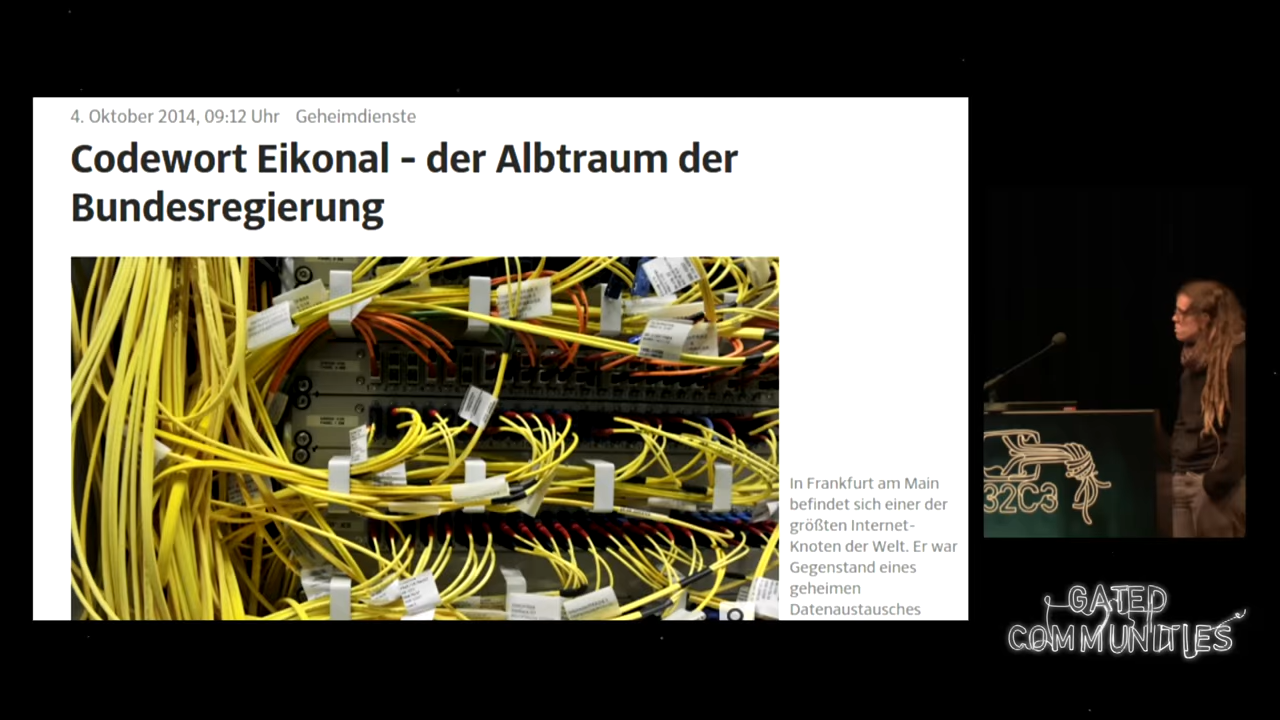 4. Oktober 2014, 09:12 Uhr Geheimdienste
Codewort Eikonal – der Albtraum der
Bundesregierung
In Frankfurt am Main
befindet sich einer der
größten Internet-
Knoten der Welt. Er war
Gegenstand eines
geheimen
Datenaustausches
32C3
GATED
COMMUNITIES